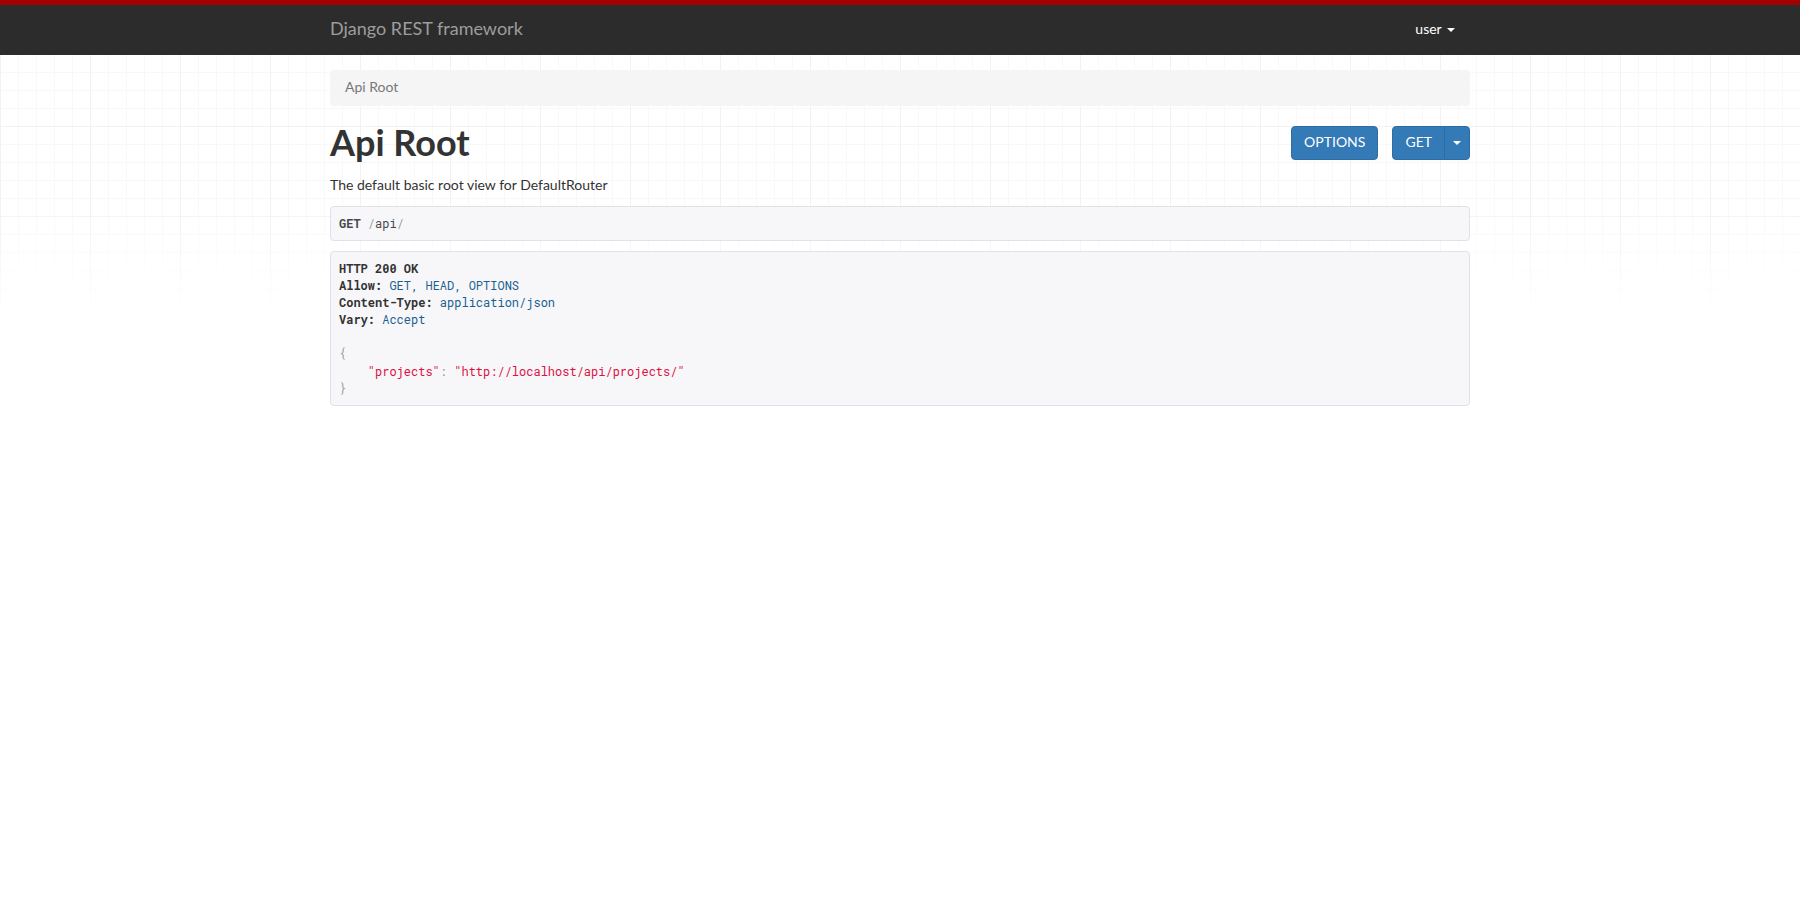 Django REST framework
user
Api Root
Api Root
OPTIONS
GET
The default basic root view for DefaultRouter
GET /api/
HTTP 200 OK
Allow: GET, HEAD, OPTIONS
Content-Type: application/json
Vary: Accept
{
    "projects": "http://localhost/api/projects/"
}